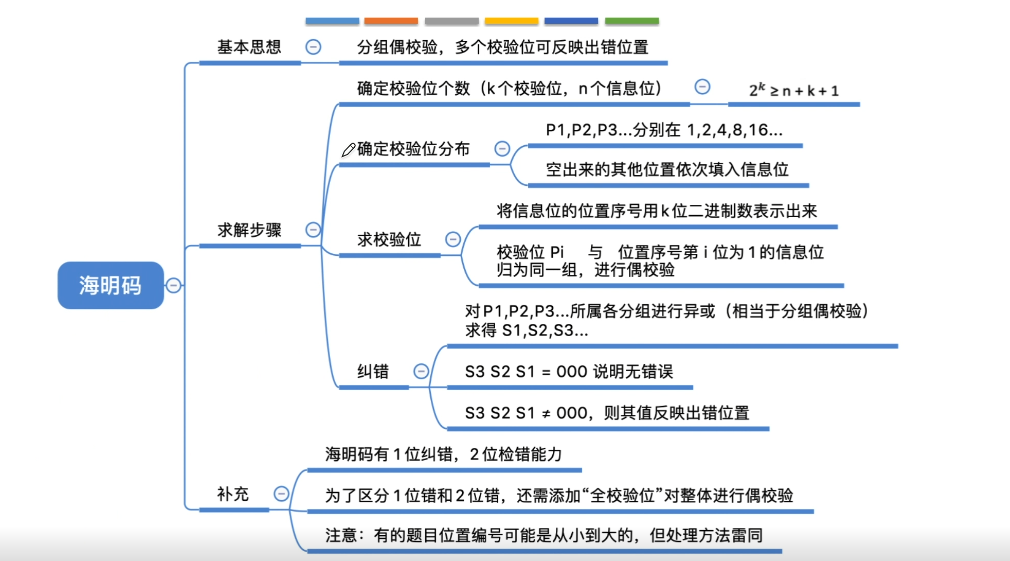 基本思想
分组偶校验，多个校验位可反映出错位置
确定校验位个数（k个校验位，n个信息位）
2^k ≥ n + k + 1
确定校验位分布
P1,P2,P3...分别在 1,2,4,8,16...
空出来的其他位置依次填入信息位
求解步骤
求校验位
将信息位的位置序号用k位二进制数表示出来
校验位 Pi 与 位置序号第 i 位为1的信息位
归为同一组，进行偶校验
海明码
纠错
对P1,P2,P3...所属各分组进行异或（相当于分组偶校验）
求得 S1,S2,S3...
S3 S2 S1 = 000 说明无错误
S3 S2 S1 ≠ 000，则其值反映出错位置
补充
海明码有1位纠错，2位检错能力
为了区分1位错和2位错，还需添加“全校验位”对整体进行偶校验
注意：有的题目位置编号可能是从小到大的，但处理方法雷同